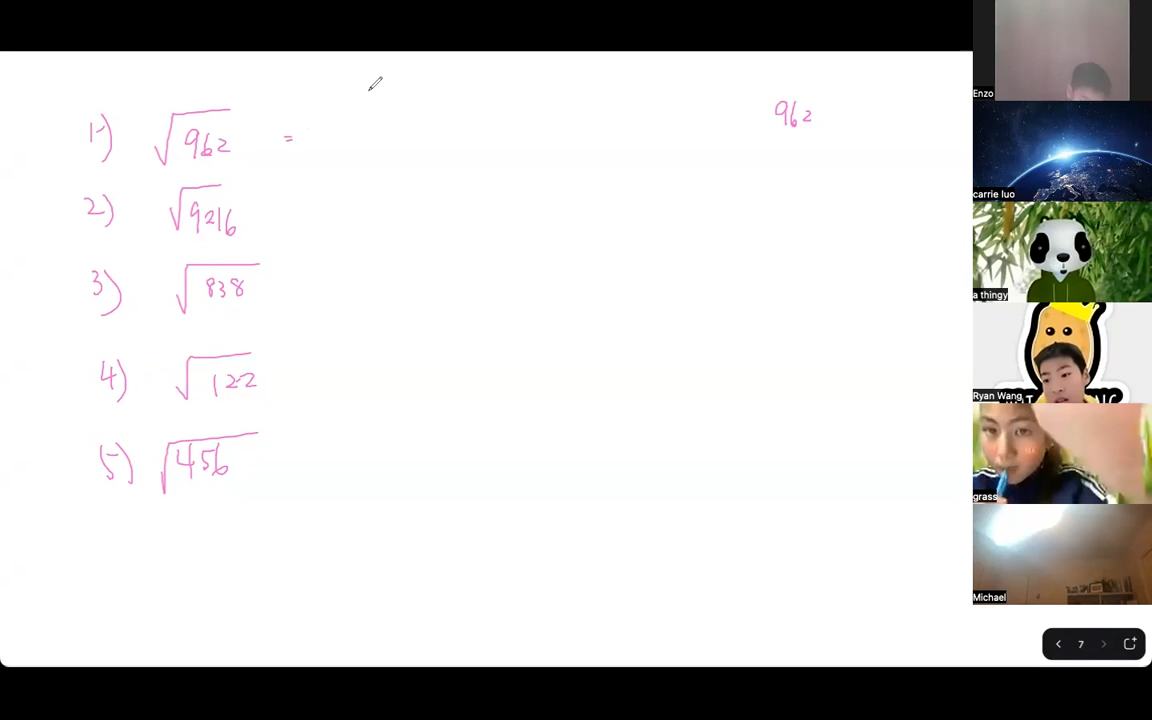 1) √962 =
962
2) √9216
3) √838
4) √122
5) √456
Enzo
carrie luo
a thingy
Ryan Wang
grass
Michael
7